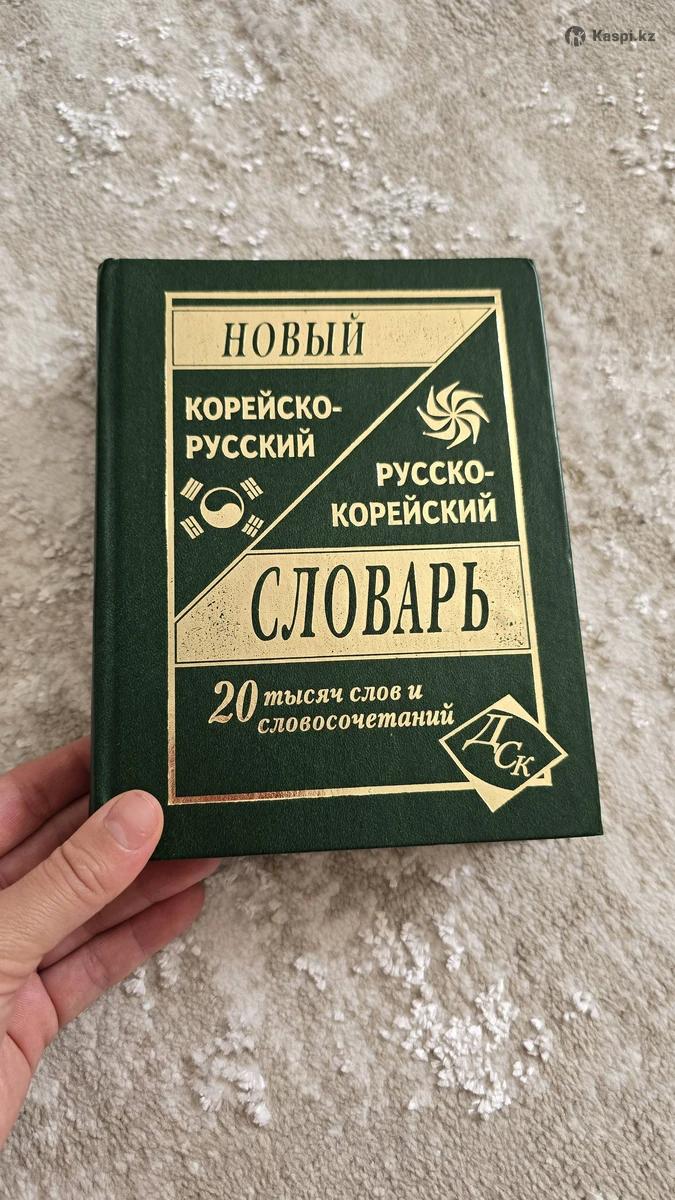 Kaspi.kz
НОВЫЙ
КОРЕЙСКО-
РУССКИЙ
РУССКО-
КОРЕЙСКИЙ
СЛОВАРЬ
20 тысяч слов и
словосочетаний
ДСК